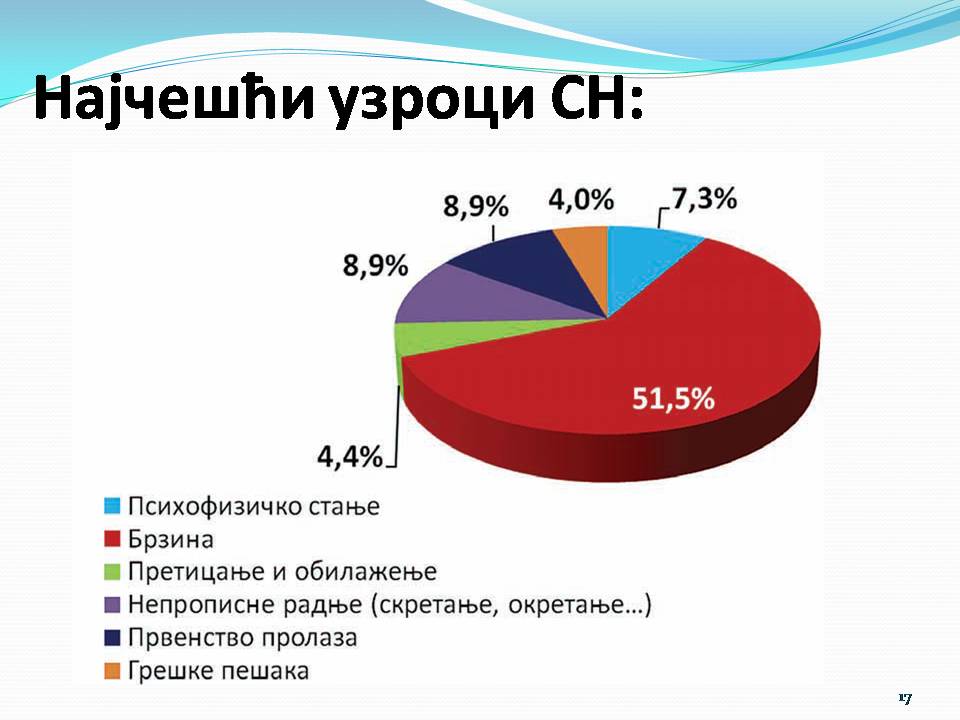 Најчешћи узроци СН:
8,9%
4,0%
7,3%
8,9%
51,5%
4,4%
Психофизичко стање
Брзина
Претицање и обилажење
Непрописне радње (скретање, окретање...)
Првенство пролаза
Грешке пешака
17